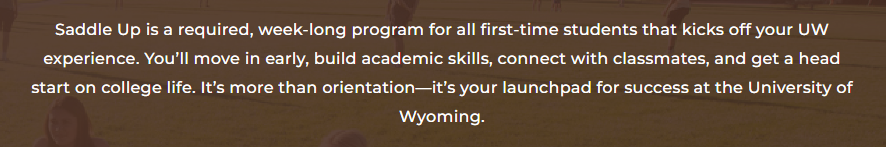 Saddle Up is a required, week-long program for all first-time students that kicks off your UW
experience. You’ll move in early, build academic skills, connect with classmates, and get a head
start on college life. It’s more than orientation—it’s your launchpad for success at the University of
Wyoming.